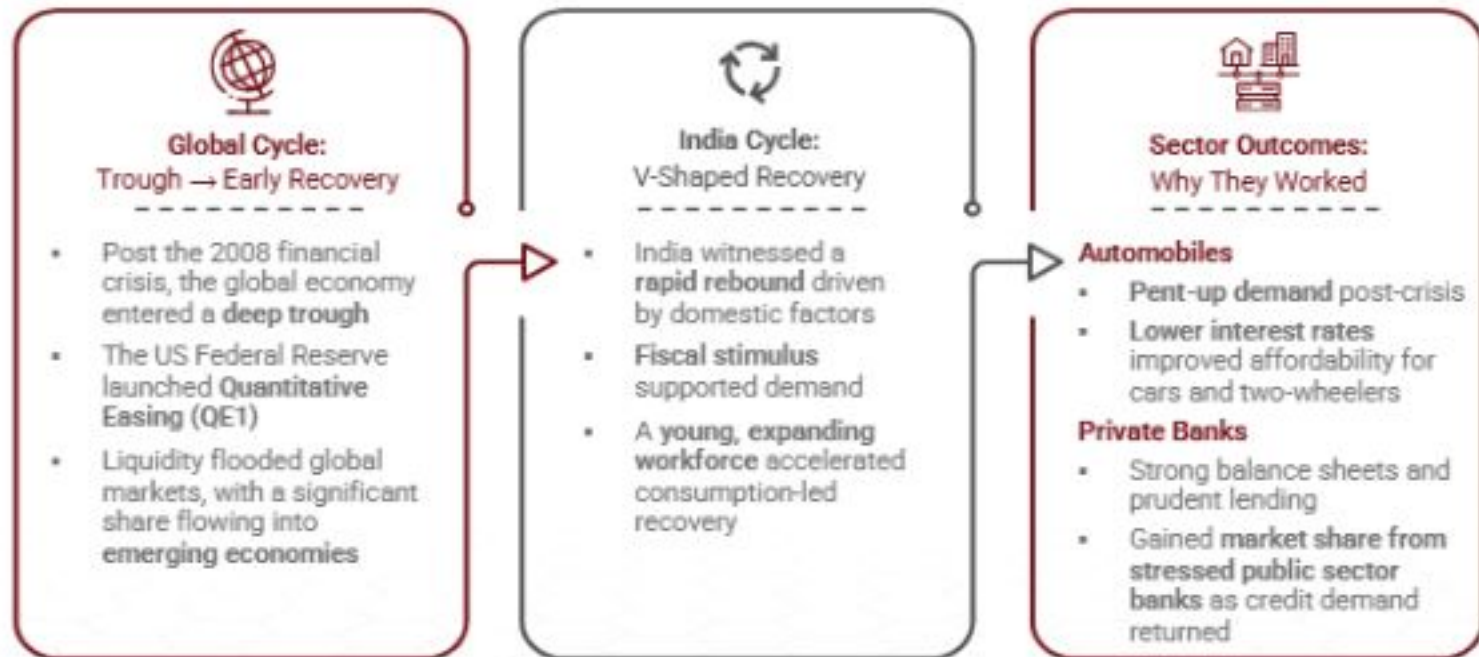 Global Cycle:
Trough → Early Recovery
▪ Post the 2008 financial
crisis, the global economy
entered a deep trough
▪ The US Federal Reserve
launched Quantitative
Easing (QE1)
▪ Liquidity flooded global
markets, with a significant
share flowing into
emerging economies
India Cycle:
V-Shaped Recovery
▪ India witnessed a
rapid rebound driven
by domestic factors
▪ Fiscal stimulus
supported demand
▪ A young, expanding
workforce accelerated
consumption-led
recovery
Sector Outcomes:
Why They Worked
Automobiles
▪ Pent-up demand post-crisis
▪ Lower interest rates
improved affordability for
cars and two-wheelers
Private Banks
▪ Strong balance sheets and
prudent lending
▪ Gained market share from
stressed public sector
banks as credit demand
returned